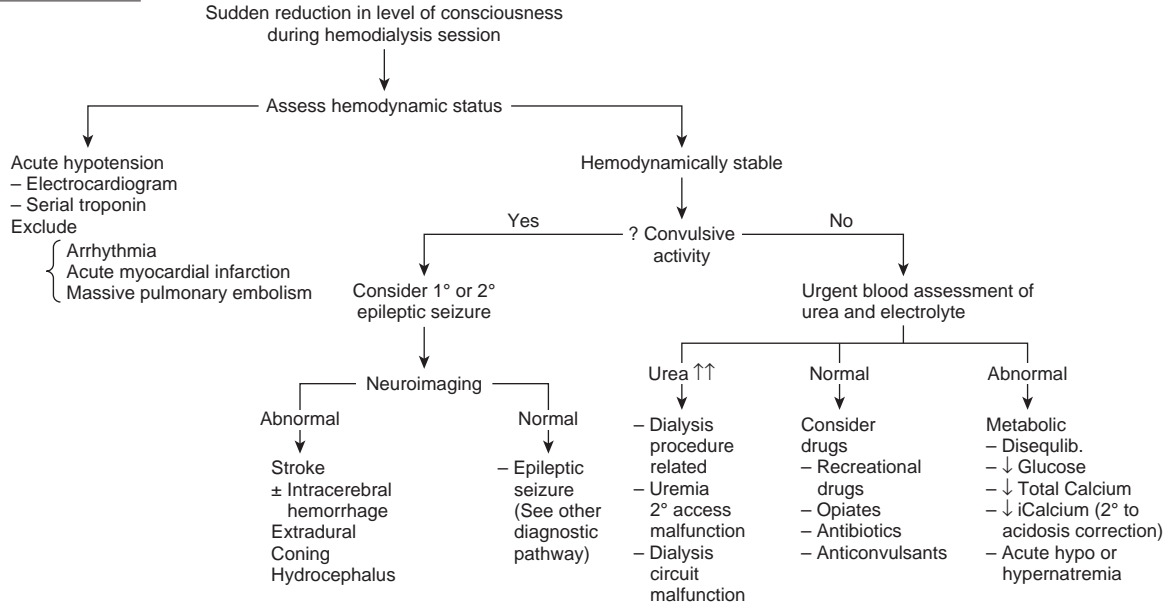 Sudden reduction in level of consciousness
during hemodialysis session
Assess hemodynamic status
Acute hypotension
– Electrocardiogram
– Serial troponin
Exclude
Arrhythmia
Acute myocardial infarction
Massive pulmonary embolism
Hemodynamically stable
Yes
? Convulsive
activity
No
Consider 1° or 2°
epileptic seizure
Neuroimaging
Abnormal
Stroke
± Intracerebral
hemorrhage
Extradural
Coning
Hydrocephalus
Normal
– Epileptic
seizure
(See other
diagnostic
pathway)
Urgent blood assessment of
urea and electrolyte
Urea ↑↑
– Dialysis
procedure
related
– Uremia
2° access
malfunction
– Dialysis
circuit
malfunction
Normal
Consider
drugs
– Recreational
drugs
– Opiates
– Antibiotics
– Anticonvulsants
Abnormal
Metabolic
– Disequlib.
– ↓ Glucose
– ↓ Total Calcium
– ↓ iCalcium (2° to
acidosis correction)
– Acute hypo or
hypernatremia